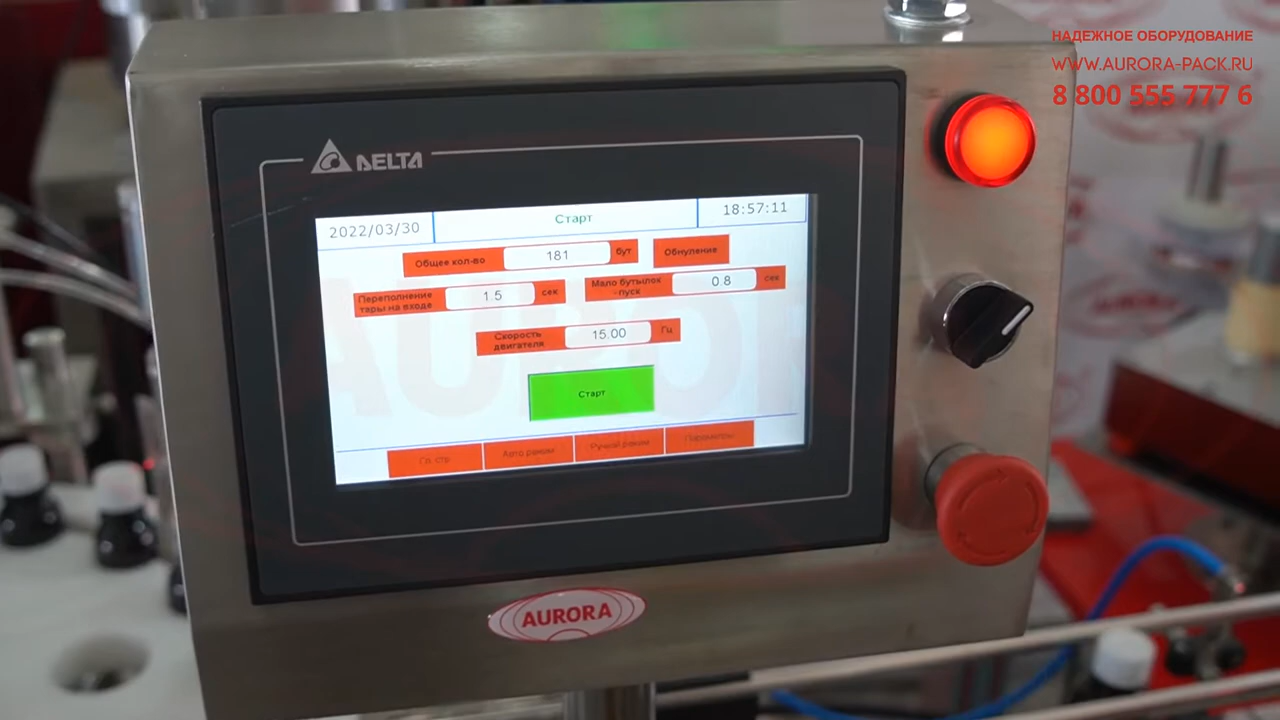 НАДЕЖНОЕ ОБОРУДОВАНИЕ
WWW.AURORA-PACK.RU
8 800 555 777 6
DELTA
2022/03/30
Старт
18:57:11
Общее кол-во 181 бут
Обнуление
Переполнение
тары на входе
1.5 сек
Мало бутылок
- пуск
0.8 сек
Скорость
двигателя
15.00 Гц
Старт
Гл. стр
Авто режим
Ручной режим
Параметры
AURORA